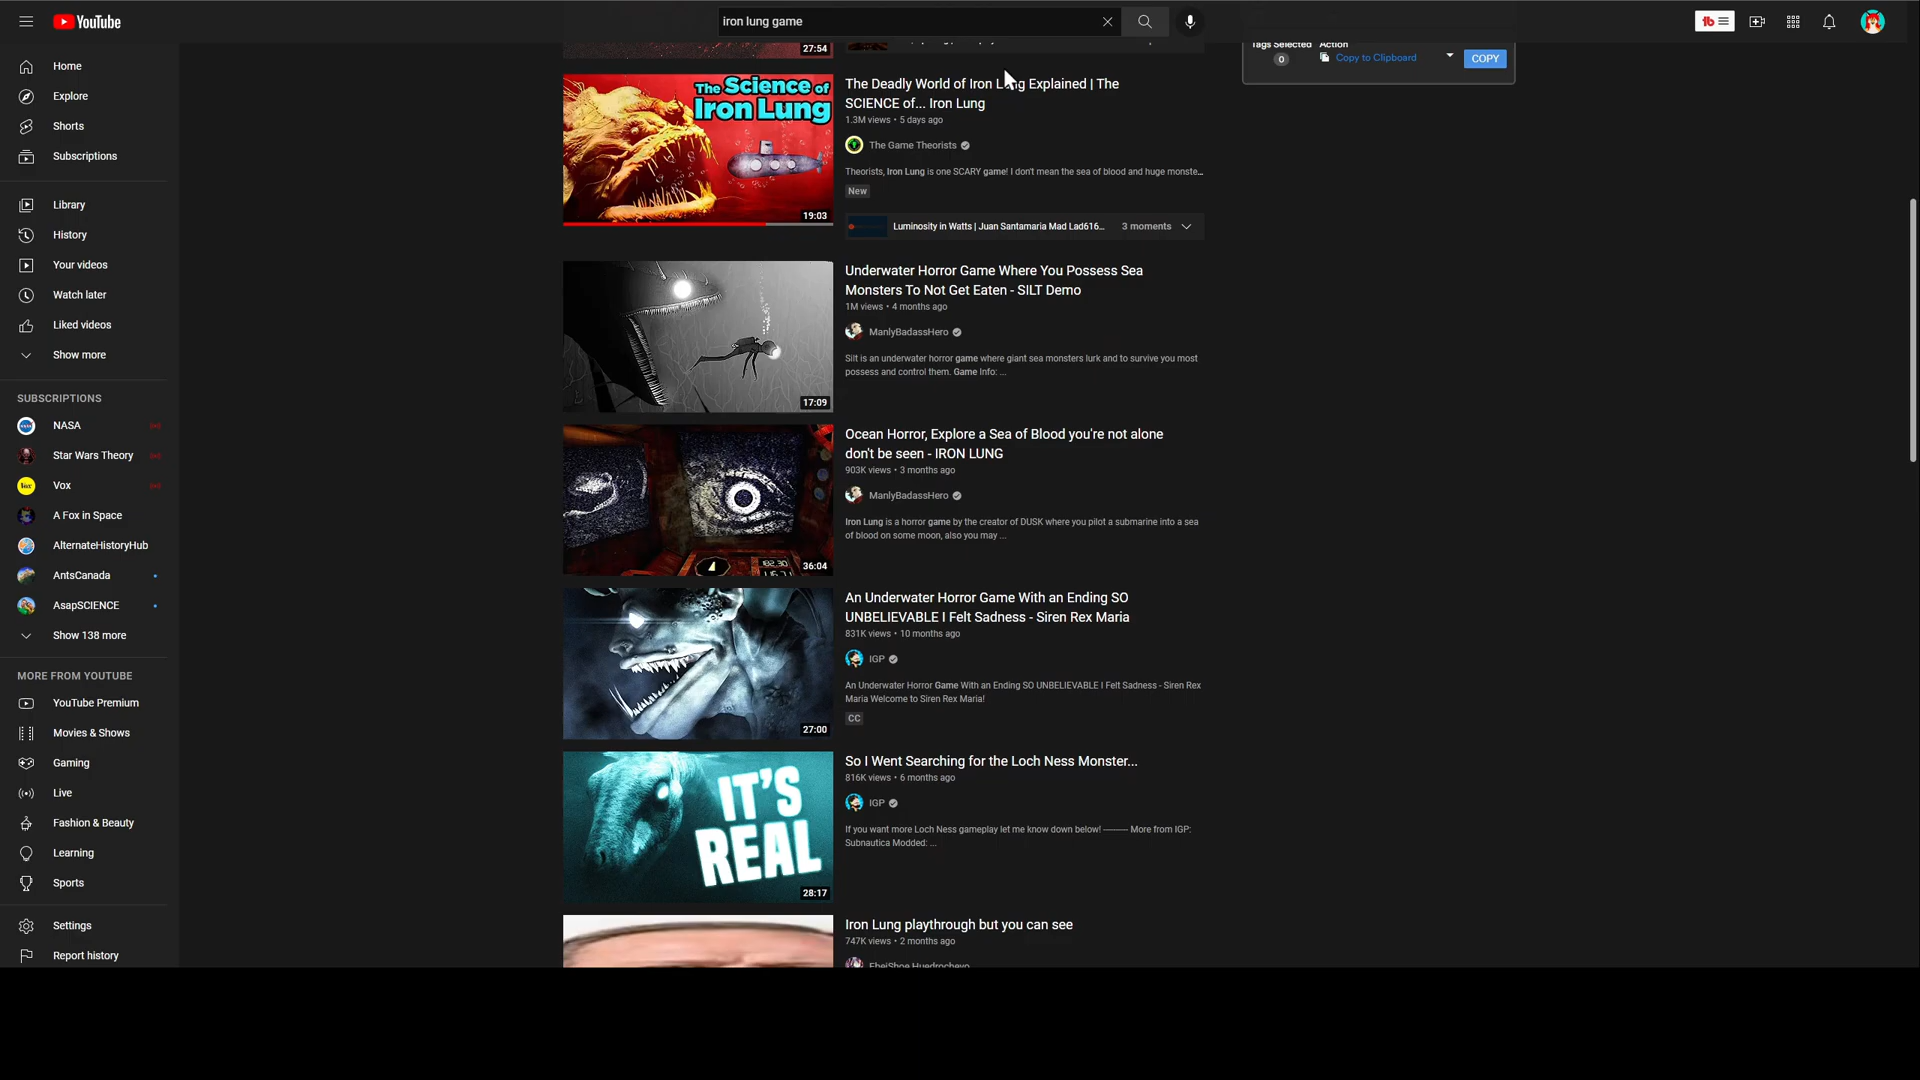 YouTube
iron lung game
Tags Selected
Action
0
Copy to Clipboard
COPY
Home
Explore
Shorts
Subscriptions
Library
History
Your videos
Watch later
Liked videos
Show more
SUBSCRIPTIONS
NASA
Star Wars Theory
Vox
A Fox in Space
AlternateHistoryHub
AntsCanada
AsapSCIENCE
Show 138 more
MORE FROM YOUTUBE
YouTube Premium
Movies & Shows
Gaming
Live
Fashion & Beauty
Learning
Sports
Settings
Report history
27:54
The Science of
Iron Lung
19:03
The Deadly World of Iron Lung Explained | The
SCIENCE of... Iron Lung
1.3M views • 5 days ago
The Game Theorists
Theorists, Iron Lung is one SCARY game! I don't mean the sea of blood and huge monste...
New
Luminosity in Watts | Juan Santamaria Mad Lad616...
3 moments
17:09
Underwater Horror Game Where You Possess Sea
Monsters To Not Get Eaten - SILT Demo
1M views • 4 months ago
ManlyBadassHero
Silt is an underwater horror game where giant sea monsters lurk and to survive you most
possess and control them. Game Info: ...
36:04
Ocean Horror, Explore a Sea of Blood you're not alone
don't be seen - IRON LUNG
903K views • 3 months ago
ManlyBadassHero
Iron Lung is a horror game by the creator of DUSK where you pilot a submarine into a sea
of blood on some moon, also you may ...
27:00
An Underwater Horror Game With an Ending SO
UNBELIEVABLE I Felt Sadness - Siren Rex Maria
831K views • 10 months ago
IGP
An Underwater Horror Game With an Ending SO UNBELIEVABLE I Felt Sadness - Siren Rex
Maria Welcome to Siren Rex Maria!
CC
IT'S
REAL
28:17
So I Went Searching for the Loch Ness Monster...
816K views • 6 months ago
IGP
If you want more Loch Ness gameplay let me know down below! ——— More from IGP:
Subnautica Modded: ...
Iron Lung playthrough but you can see
747K views • 2 months ago